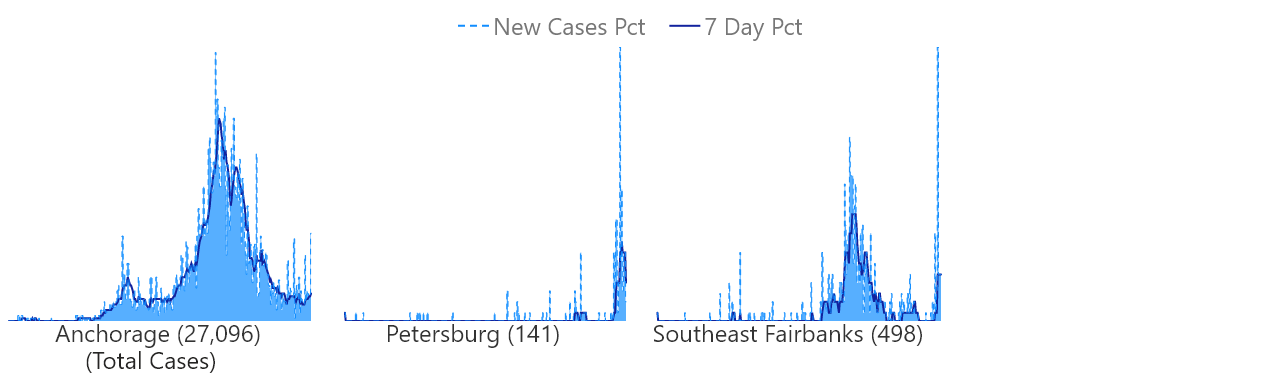 New Cases Pct 7 Day Pct
Anchorage (27,096) Petersburg (141) Southeast Fairbanks (498)
(Total Cases)